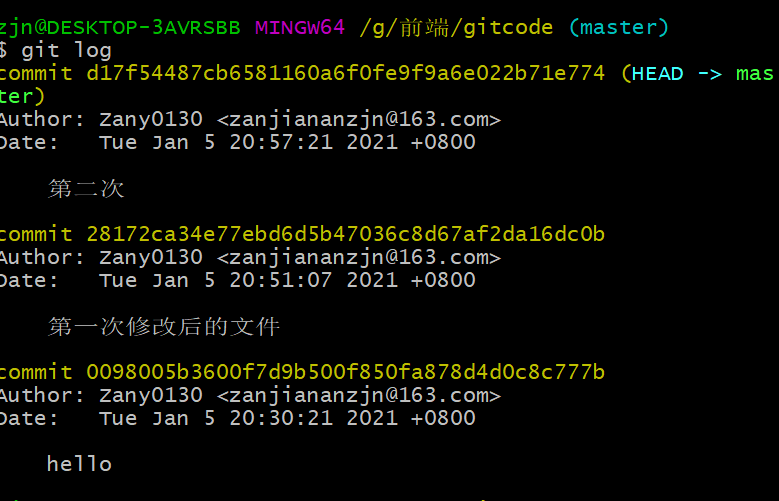 zjn@DESKTOP-3AVRSBB MINGW64 /g/前端/gitcode (master)
$ git log
commit d17f54487cb6581160a6f0fe9f9a6e022b71e774 (HEAD -> mas
ter)
Author: Zany0130 <zanjiananzjn@163.com>
Date:   Tue Jan 5 20:57:21 2021 +0800
第二次
commit 28172ca34e77ebd6d5b47036c8d67af2da16dc0b
Author: Zany0130 <zanjiananzjn@163.com>
Date:   Tue Jan 5 20:51:07 2021 +0800
第一次修改后的文件
commit 0098005b3600f7d9b500f850fa878d4d0c8c777b
Author: Zany0130 <zanjiananzjn@163.com>
Date:   Tue Jan 5 20:30:21 2021 +0800
hello